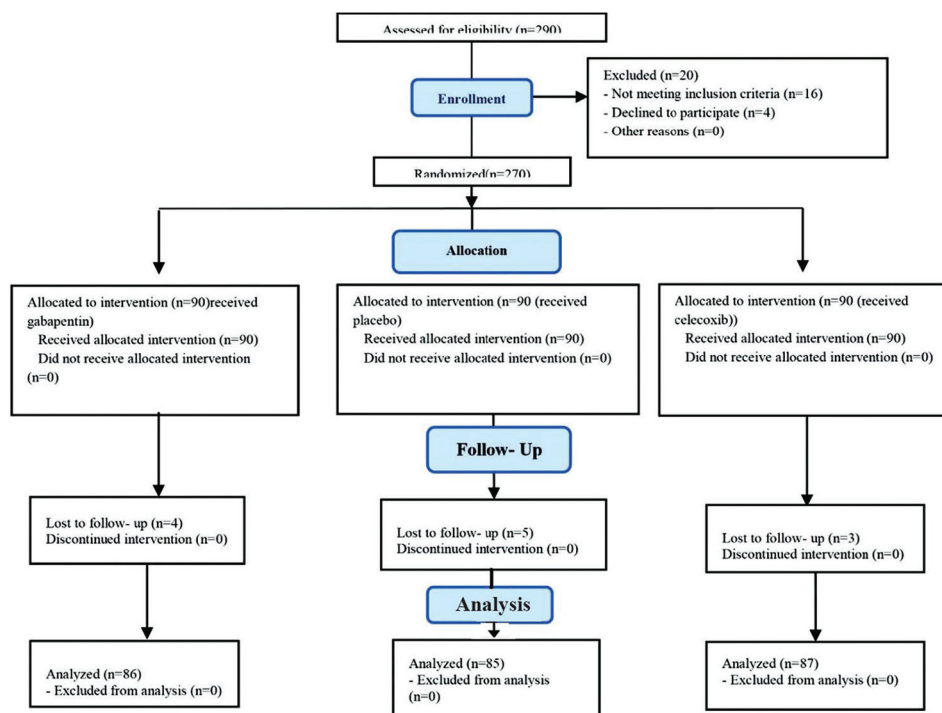 Assessed for eligibility (n=290)
Enrollment
Excluded (n=20)
- Not meeting inclusion criteria (n=16)
- Declined to participate (n=4)
- Other reasons (n=0)
Randomized(n=270)
Allocation
Allocated to intervention (n=90)received
gabapentin)
Received allocated intervention (n=90)
Did not receive allocated intervention
(n=0)
Allocated to intervention (n=90 (received
placebo)
Received allocated intervention (n=90)
Did not receive allocated intervention (n=0)
Allocated to intervention (n=90 (received
celecoxib))
Received allocated intervention (n=90)
Did not receive allocated intervention (n=0)
Follow- Up
Lost to follow- up (n=4)
Discontinued intervention (n=0)
Lost to follow- up (n=5)
Discontinued intervention (n=0)
Lost to follow- up (n=3)
Discontinued intervention (n=0)
Analysis
Analyzed (n=86)
- Excluded from analysis (n=0)
Analyzed (n=85)
- Excluded from analysis
(n=0)
Analyzed (n=87)
- Excluded from analysis (n=0)